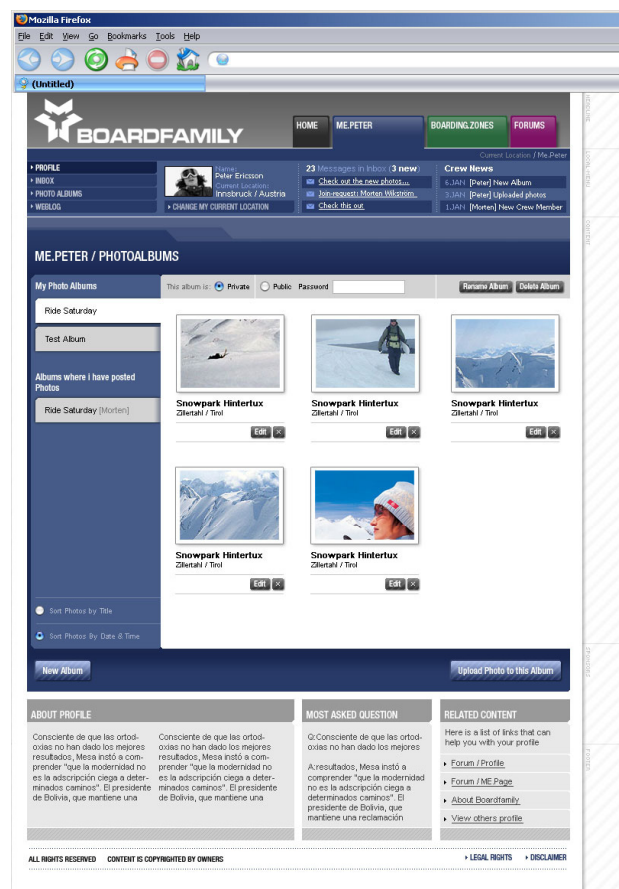 Mozilla Firefox
File Edit View Go Bookmarks Tools Help
(Untitled)
BOARDFAMILY
HOME ME.PETER BOARDING.ZONES FORUMS
Current Location / Me.Peter
PROFILE
INBOX
PHOTO ALBUMS
WEBLOG
Name:
Peter Ericsson
Current Location:
Innsbruck / Austria
CHANGE MY CURRENT LOCATION
23 Messages in Inbox (3 new)
Check out the new photos...
Join-request: Morten Wikström..
Check this out
Crew News
6.JAN [Peter] New Album
3.JAN [Peter] Uploaded photos
1.JAN [Morten] New Crew Member
ME.PETER / PHOTOALBUMS
My Photo Albums
Ride Saturday
Test Album
Albums where i have posted
Photos
Ride Saturday [Morten]
Sort Photos by Title
Sort Photos By Date & Time
This album is: Private Public Password Rename Album Delete Album
Snowpark Hintertux
Zillertahl / Tirol
Edit
Snowpark Hintertux
Zillertahl / Tirol
Edit
Snowpark Hintertux
Zillertahl / Tirol
Edit
Snowpark Hintertux
Zillertahl / Tirol
Edit
Snowpark Hintertux
Zillertahl / Tirol
Edit
New Album Upload Photo to this Album
ABOUT PROFILE
Consciente de que las ortod-
oxias no han dado los mejores
resultados, Mesa instó a com-
prender "que la modernidad no
es la adscripción ciega a deter-
minados caminos". El presidente
de Bolivia, que mantiene una
Consciente de que las ortod-
oxias no han dado los mejores
resultados, Mesa instó a com-
prender "que la modernidad no
es la adscripción ciega a deter-
minados caminos". El presidente
de Bolivia, que mantiene una
MOST ASKED QUESTION
Q:Consciente de que las ortod-
oxias no han dado los mejores
A:resultados, Mesa instó a
comprender "que la modernidad
no es la adscripción ciega a
determinados caminos". El
presidente de Bolivia, que
mantiene una reclamación
RELATED CONTENT
Here is a list of links that can
help you with your profile
Forum / Profile
Forum / ME.Page
About Boardfamily
View others profile
ALL RIGHTS RESERVED CONTENT IS COPYRIGHTED BY OWNERS
LEGAL RIGHTS DISCLAIMER
HEADLINE
LOGIN / MENU
CONTENT
SPONSORS
FOOTER